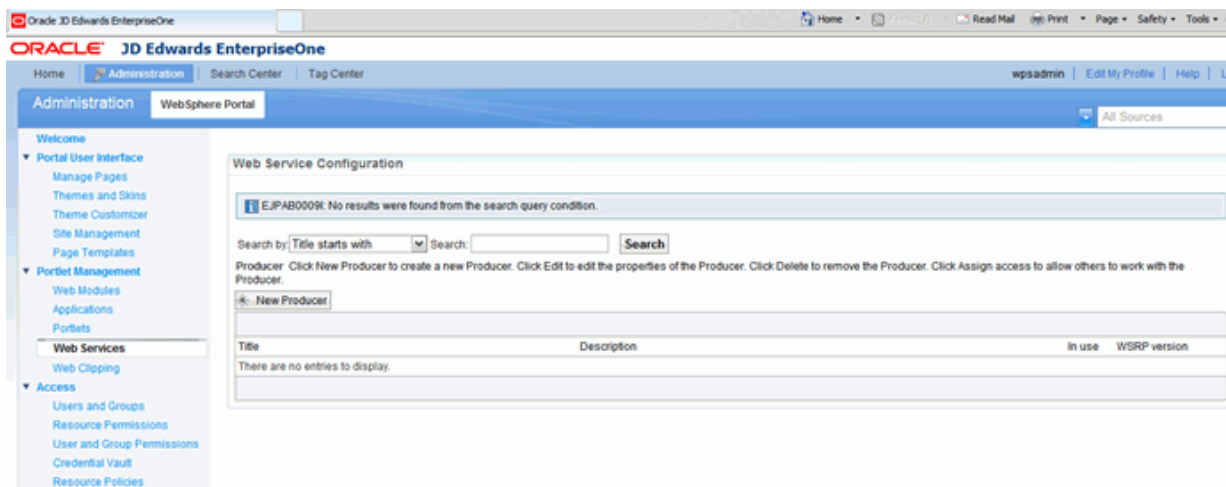 Oracle JD Edwards EnterpriseOne
Home Read Mail Print Page Safety Tools
ORACLE JD Edwards EnterpriseOne
Home Administration Search Center Tag Center wpsadmin Edit My Profile Help
Administration WebSphere Portal
All Sources
Welcome
Portal User Interface
Manage Pages
Themes and Skins
Theme Customizer
Site Management
Page Templates
Portlet Management
Web Modules
Applications
Portlets
Web Services
Web Clipping
Access
Users and Groups
Resource Permissions
User and Group Permissions
Credential Vault
Resource Policies
Web Service Configuration
EJPAB0009I: No results were found from the search query condition.
Search by: Title starts with Search: Search
Producer Click New Producer to create a new Producer. Click Edit to edit the properties of the Producer. Click Delete to remove the Producer. Click Assign access to allow others to work with the
Producer.
New Producer
Title Description In use WSRP version
There are no entries to display.